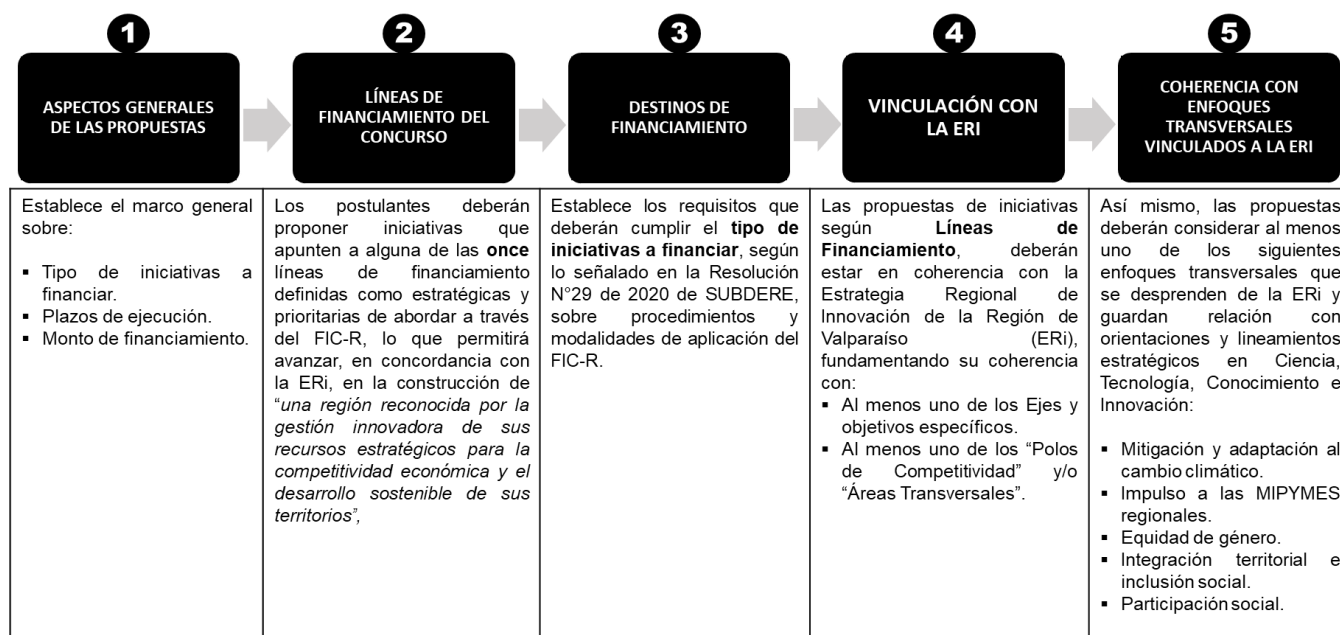 1
ASPECTOS GENERALES
DE LAS PROPUESTAS
2
LÍNEAS DE
FINANCIAMIENTO DEL
CONCURSO
3
DESTINOS DE
FINANCIAMIENTO
4
VINCULACIÓN CON
LA ERI
5
COHERENCIA CON
ENFOQUES
TRANSVERSALES
VINCULADOS A LA ERI
Establece el marco general
sobre:
▪ Tipo de iniciativas a
financiar.
▪ Plazos de ejecución.
▪ Monto de financiamiento.
Los postulantes deberán
proponer iniciativas que
apunten a alguna de las once
líneas de financiamiento
definidas como estratégicas y
prioritarias de abordar a través
del FIC-R, lo que permitirá
avanzar, en concordancia con
la ERi, en la construcción de
“una región reconocida por la
gestión innovadora de sus
recursos estratégicos para la
competitividad económica y el
desarrollo sostenible de sus
territorios”,
Establece los requisitos que
deberán cumplir el tipo de
iniciativas a financiar, según
lo señalado en la Resolución
N°29 de 2020 de SUBDERE,
sobre procedimientos y
modalidades de aplicación del
FIC-R.
Las propuestas de iniciativas
según Líneas de
Financiamiento, deberán
estar en coherencia con la
Estrategia Regional de
Innovación de la Región de
Valparaíso (ERi),
fundamentando su coherencia
con:
▪ Al menos uno de los Ejes y
objetivos específicos.
▪ Al menos uno de los “Polos
de Competitividad” y/o
“Áreas Transversales”.
Así mismo, las propuestas
deberán considerar al menos
uno de los siguientes
enfoques transversales que
se desprenden de la ERi y
guardan relación con
orientaciones y lineamientos
estratégicos en Ciencia,
Tecnología, Conocimiento e
Innovación:
▪ Mitigación y adaptación al
cambio climático.
▪ Impulso a las MIPYMES
regionales.
▪ Equidad de género.
▪ Integración territorial e
inclusión social.
▪ Participación social.